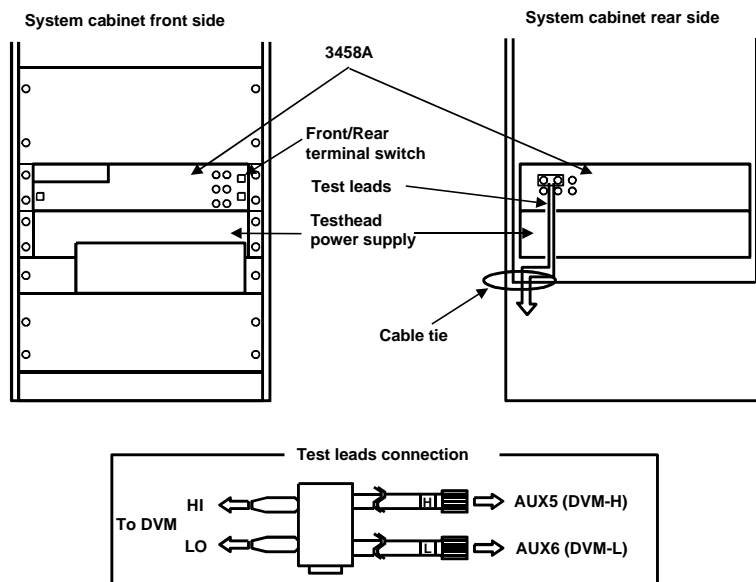 System cabinet front side
System cabinet rear side
3458A
Front/Rear
terminal switch
Test leads
Testhead
power supply
Cable tie
Test leads connection
HI
H
AUX5 (DVM-H)
To DVM
LO
L
AUX6 (DVM-L)